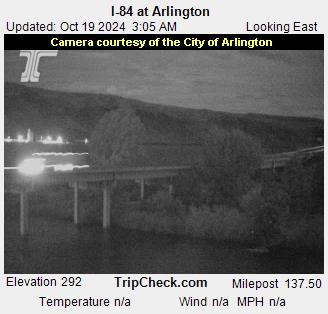 I-84 at Arlington
Updated: Oct 19 2024 3:05 AM Looking East
Camera courtesy of the City of Arlington
Elevation 292 TripCheck.com Milepost 137.50
Temperature n/a Wind n/a MPH n/a